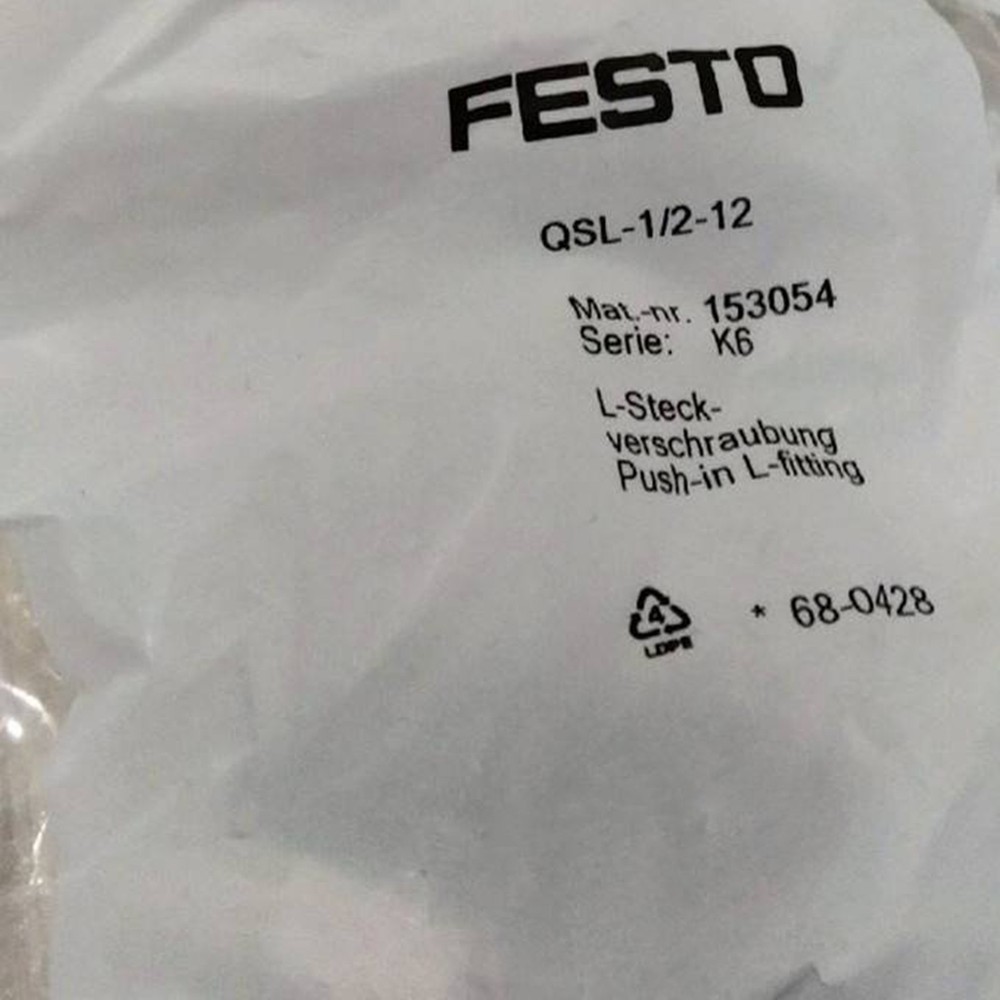 FESTO
QSL-1/2-12
Mat.-nr. 153054
Serie: K6
L-Steck-
verschraubung
Push-in L-fitting
4 * 68-0428
LDPE